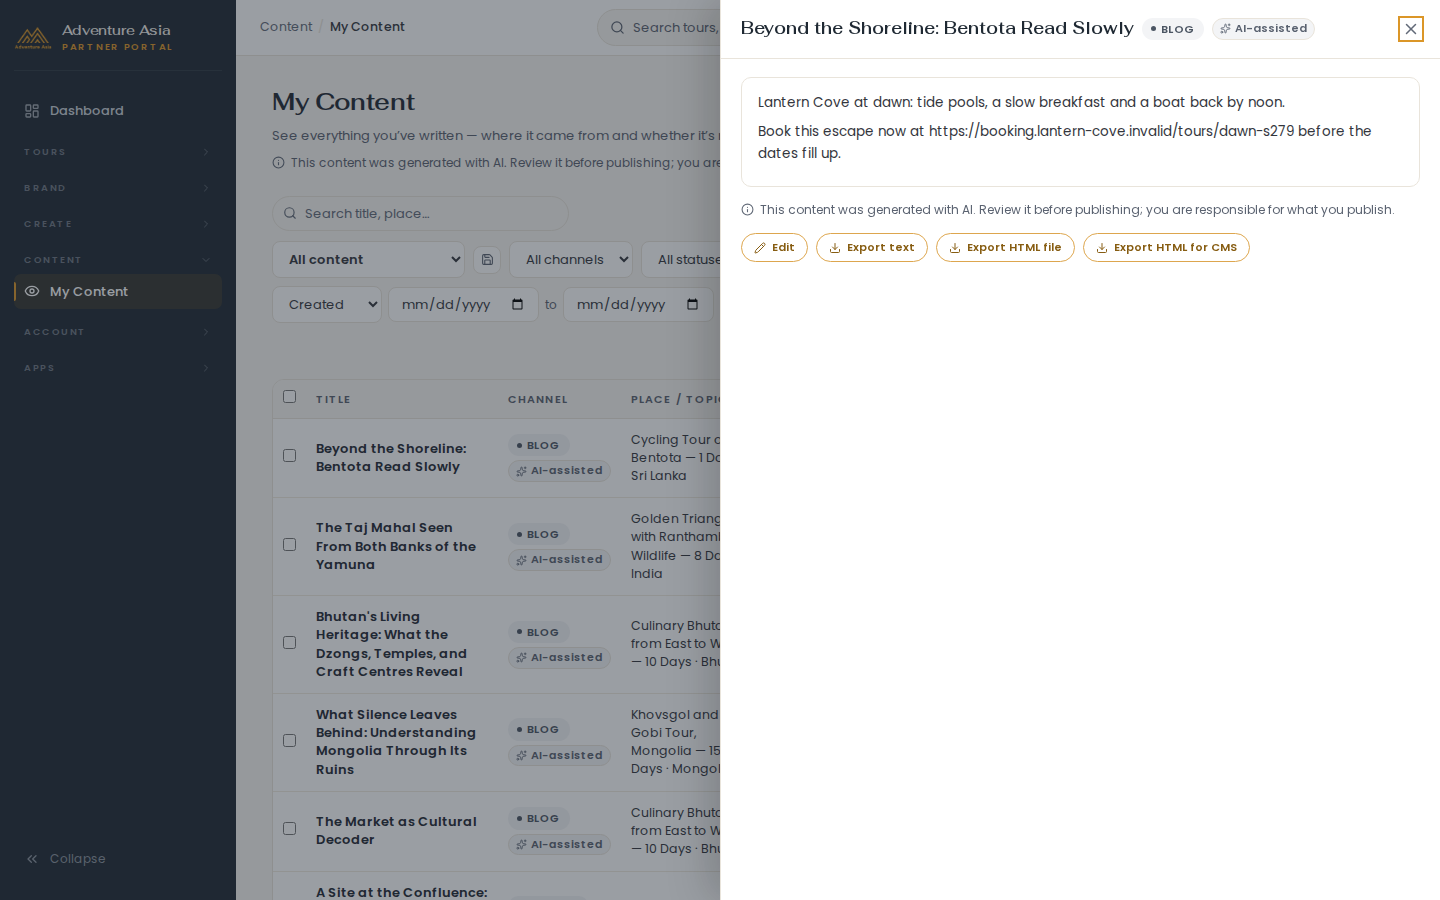 Adventure Asia
PARTNER PORTAL
Dashboard
TOURS
BRAND
CREATE
CONTENT
My Content
ACCOUNT
APPS
Collapse
Content / My Content
Search tours,
My Content
See everything you've written — where it came from and whether it's
This content was generated with AI. Review it before publishing; you are
Search title, place...
All content
All channels
All statuse
Created
mm/dd/yyyy
to
mm/dd/yyyy
TITLE CHANNEL PLACE / TOPIC
Beyond the Shoreline:
Bentota Read Slowly
BLOG
AI-assisted
Cycling Tour
Bentota — 1 Da
Sri Lanka
The Taj Mahal Seen
From Both Banks of the
Yamuna
BLOG
AI-assisted
Golden Triang
with Ranthaml
Wildlife — 8 Da
India
Bhutan's Living
Heritage: What the
Dzongs, Temples, and
Craft Centres Reveal
BLOG
AI-assisted
Culinary Bhuta
from East to W
— 10 Days · Bhu
What Silence Leaves
Behind: Understanding
Mongolia Through Its
Ruins
BLOG
AI-assisted
Khovsgol and
Gobi Tour,
Mongolia — 15
Days · Mongol
The Market as Cultural
Decoder
BLOG
AI-assisted
Culinary Bhuta
from East to W
— 10 Days · Bhu
A Site at the Confluence:
Beyond the Shoreline: Bentota Read Slowly
BLOG
AI-assisted
Lantern Cove at dawn: tide pools, a slow breakfast and a boat back by noon.
Book this escape now at https://booking.lantern-cove.invalid/tours/dawn-s279 before the
dates fill up.
This content was generated with AI. Review it before publishing; you are responsible for what you publish.
Edit
Export text
Export HTML file
Export HTML for CMS